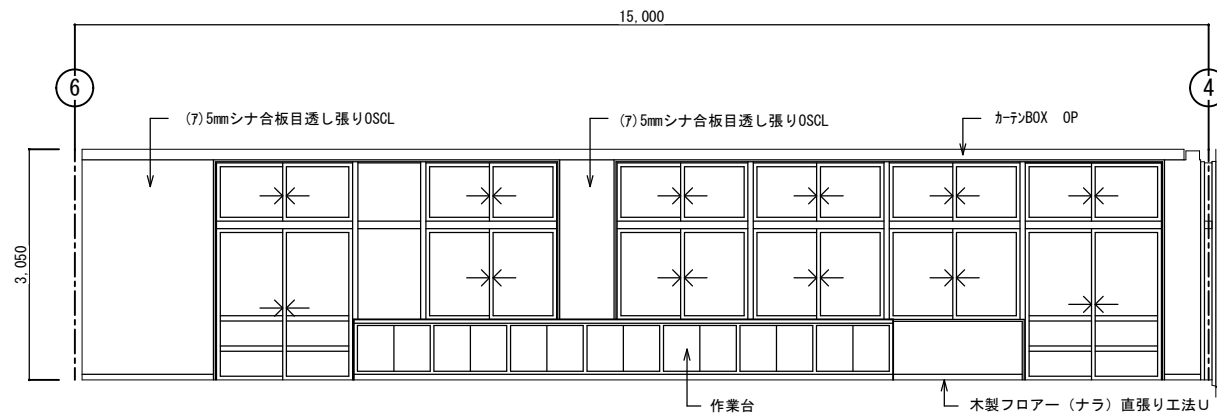 15,000
6
4
(ｱ)5mmシナ合板目透し張りOSCL
(ｱ)5mmシナ合板目透し張りOSCL
ｶｰﾃﾝBOX　OP
3,050
作業台
木製フロアー（ナラ）直張り工法U